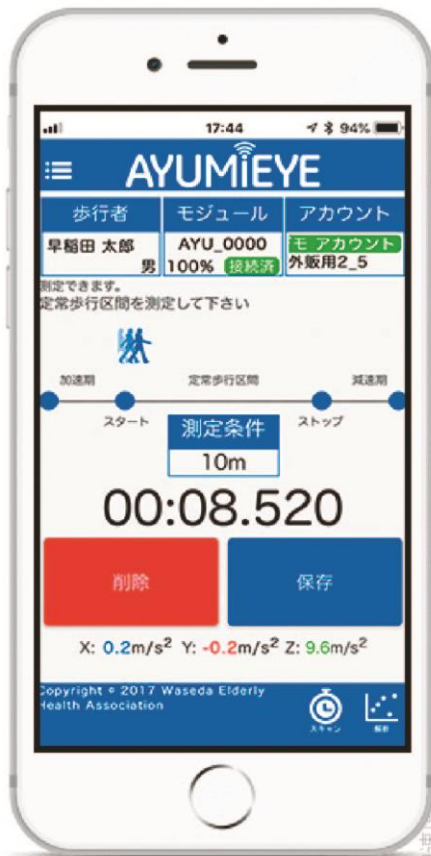 17:44
94%
AYUMiEYE
歩行者 モジュール アカウント
早稲田 太郎
男
AYU_0000
100% 接続済
モ アカウント
外販用2_5
測定できます。
定常歩行区間を測定して下さい
加速期 定常歩行区間 減速期
スタート ストップ
測定条件
10m
00:08.520
削除 保存
X: 0.2m/s² Y: -0.2m/s² Z: 9.6m/s²
Copyright © 2017 Waseda Elderly
Health Association
スキャン 解析